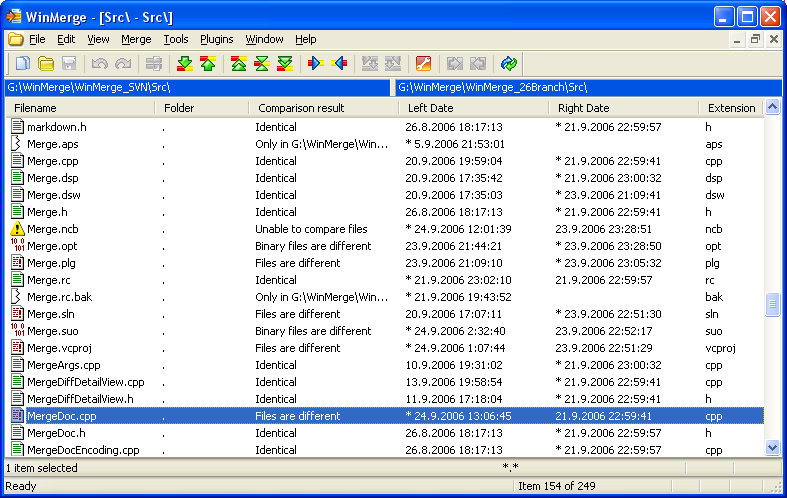 WinMerge - [Src\ - Src\]
File Edit View Merge Tools Plugins Window Help
G:\WinMerge\WinMerge_SVN\Src\ G:\WinMerge\WinMerge_26Branch\Src\
Filename Folder Comparison result Left Date Right Date Extension
markdown.h . Identical 26.8.2006 18:17:13 * 21.9.2006 22:59:57 h
Merge.aps . Only in G:\WinMerge\Win... * 5.9.2006 21:53:01 aps
Merge.cpp . Identical 20.9.2006 19:59:04 * 21.9.2006 22:59:41 cpp
Merge.dsp . Identical 20.9.2006 17:35:42 * 21.9.2006 23:00:32 dsp
Merge.dsw . Identical 20.9.2006 17:35:03 * 23.9.2006 21:09:41 dsw
Merge.h . Identical 26.8.2006 18:17:13 * 21.9.2006 22:59:41 h
Merge.ncb . Unable to compare files * 24.9.2006 12:01:39 23.9.2006 23:28:51 ncb
Merge.opt . Binary files are different 23.9.2006 21:44:21 * 23.9.2006 23:28:50 opt
Merge.plg . Files are different 23.9.2006 21:09:10 * 23.9.2006 23:05:32 plg
Merge.rc . Identical * 21.9.2006 23:02:10 21.9.2006 22:59:57 rc
Merge.rc.bak . Only in G:\WinMerge\Win... * 21.9.2006 19:43:52 bak
Merge.sln . Files are different 20.9.2006 17:07:11 * 23.9.2006 22:51:30 sln
Merge.suo . Binary files are different * 24.9.2006 2:32:40 23.9.2006 22:52:17 suo
Merge.vcproj . Files are different * 24.9.2006 1:07:44 23.9.2006 22:51:29 vcproj
MergeArgs.cpp . Identical 10.9.2006 19:31:02 * 21.9.2006 23:00:32 cpp
MergeDiffDetailView.cpp . Identical 13.9.2006 19:58:54 * 21.9.2006 22:59:41 cpp
MergeDiffDetailView.h . Identical 11.9.2006 17:18:04 * 21.9.2006 22:59:41 h
MergeDoc.cpp . Files are different * 24.9.2006 13:06:45 21.9.2006 22:59:41 cpp
MergeDoc.h . Identical 26.8.2006 18:17:13 * 21.9.2006 22:59:57 h
MergeDocEncoding.cpp . Identical 26.8.2006 18:17:13 * 21.9.2006 22:59:57 cpp
1 item selected *.*
Ready Item 154 of 249